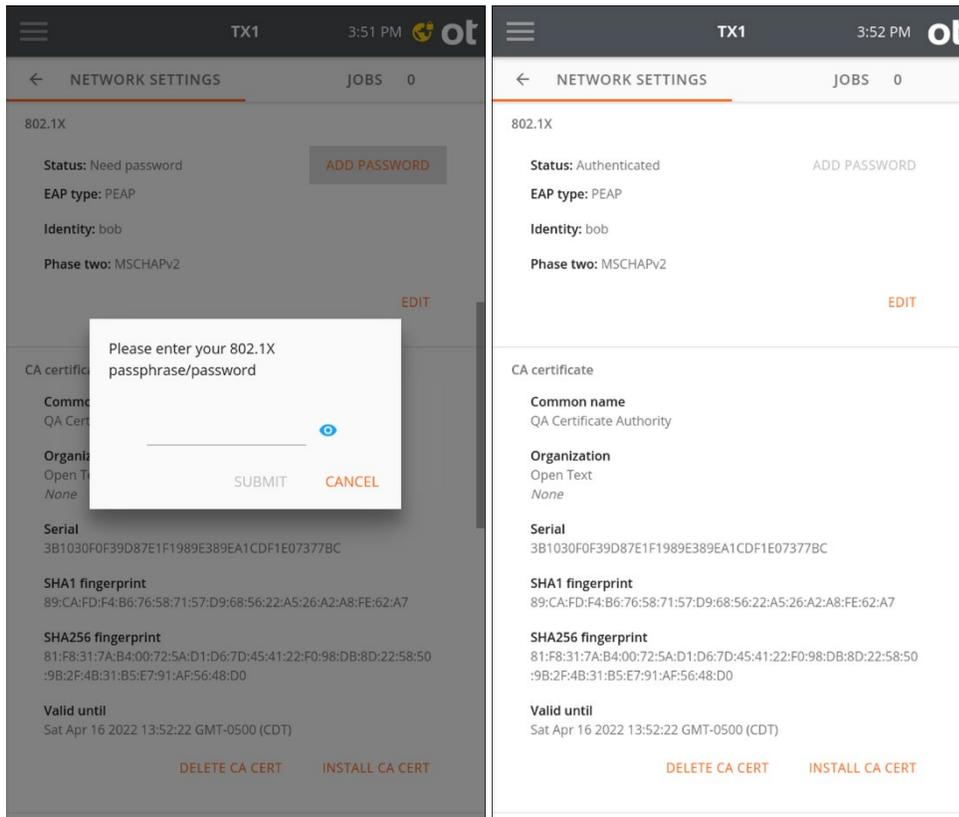 TX1
3:51 PM
ot
NETWORK SETTINGS
JOBS 0
802.1X
Status: Need password
ADD PASSWORD
EAP type: PEAP
Identity: bob
Phase two: MSCHAPv2
EDIT
Please enter your 802.1X
passphrase/password
SUBMIT
CANCEL
CA certific
Commo
QA Cert
Organiz
Open Te
None
Serial
3B1030F0F39D87E1F1989E389EA1CDF1E07377BC
SHA1 fingerprint
89:CA:FD:F4:B6:76:58:71:57:D9:68:56:22:A5:26:A2:A8:FE:62:A7
SHA256 fingerprint
81:F8:31:7A:B4:00:72:5A:D1:D6:7D:45:41:22:F0:98:DB:8D:22:58:50
:9B:2F:4B:31:B5:E7:91:AF:56:48:D0
Valid until
Sat Apr 16 2022 13:52:22 GMT-0500 (CDT)
DELETE CA CERT
INSTALL CA CERT
TX1
3:52 PM
ot
NETWORK SETTINGS
JOBS 0
802.1X
Status: Authenticated
ADD PASSWORD
EAP type: PEAP
Identity: bob
Phase two: MSCHAPv2
EDIT
CA certificate
Common name
QA Certificate Authority
Organization
Open Text
None
Serial
3B1030F0F39D87E1F1989E389EA1CDF1E07377BC
SHA1 fingerprint
89:CA:FD:F4:B6:76:58:71:57:D9:68:56:22:A5:26:A2:A8:FE:62:A7
SHA256 fingerprint
81:F8:31:7A:B4:00:72:5A:D1:D6:7D:45:41:22:F0:98:DB:8D:22:58:50
:9B:2F:4B:31:B5:E7:91:AF:56:48:D0
Valid until
Sat Apr 16 2022 13:52:22 GMT-0500 (CDT)
DELETE CA CERT
INSTALL CA CERT